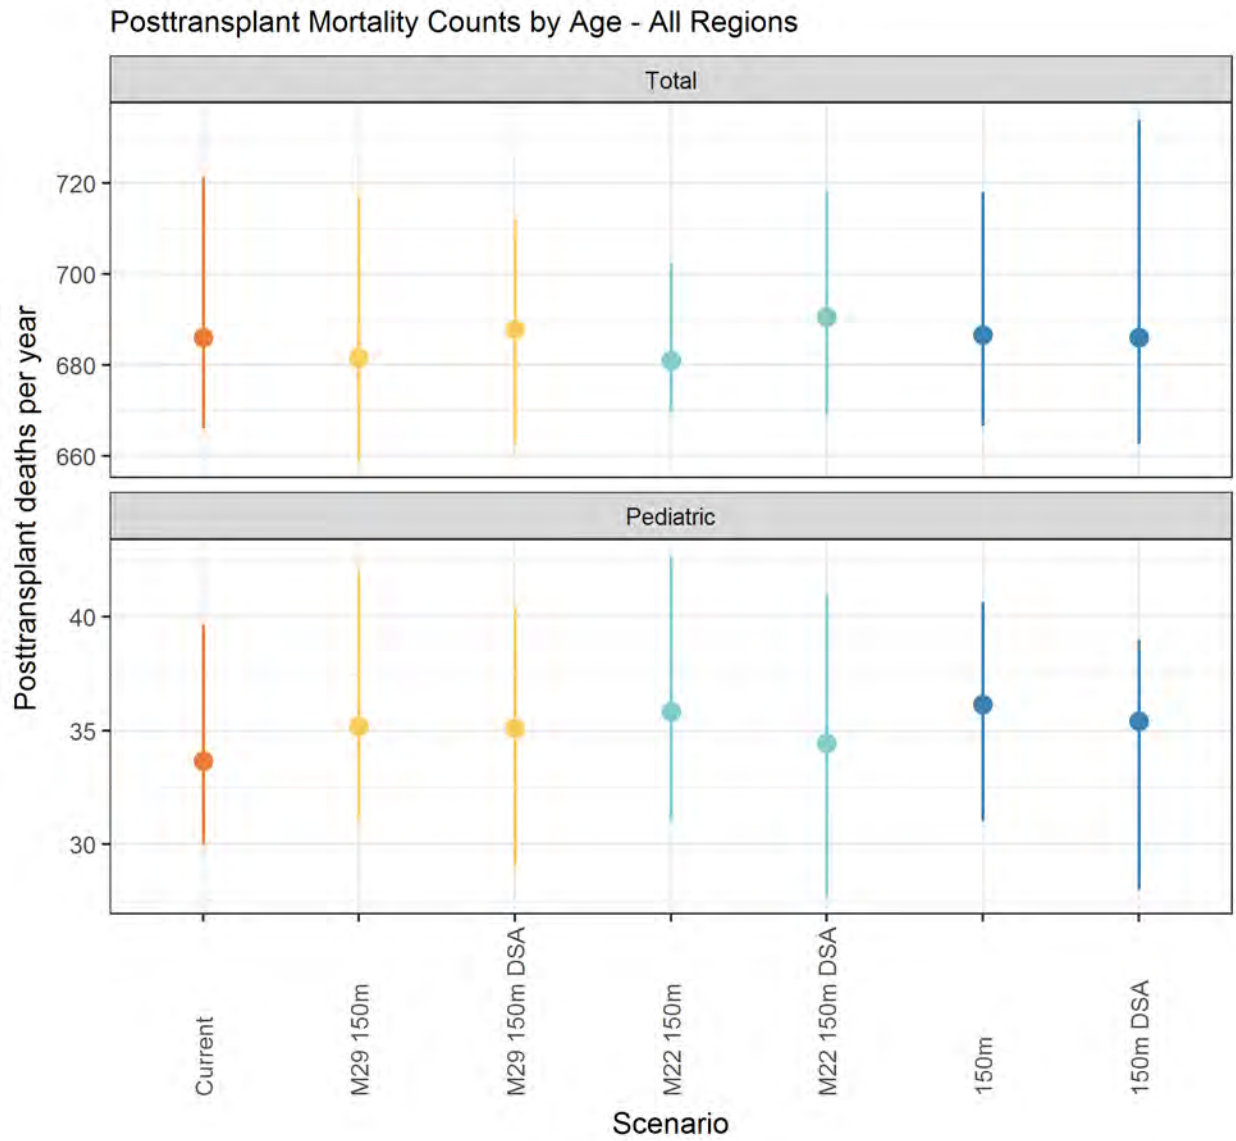 Posttransplant Mortality Counts by Age - All Regions
Total
720
700
680
660
Posttransplant deaths per year
Pediatric
40
35
30
Current
M29 150m
M29 150m DSA
M22 150m
M22 150m DSA
150m
150m DSA
Scenario